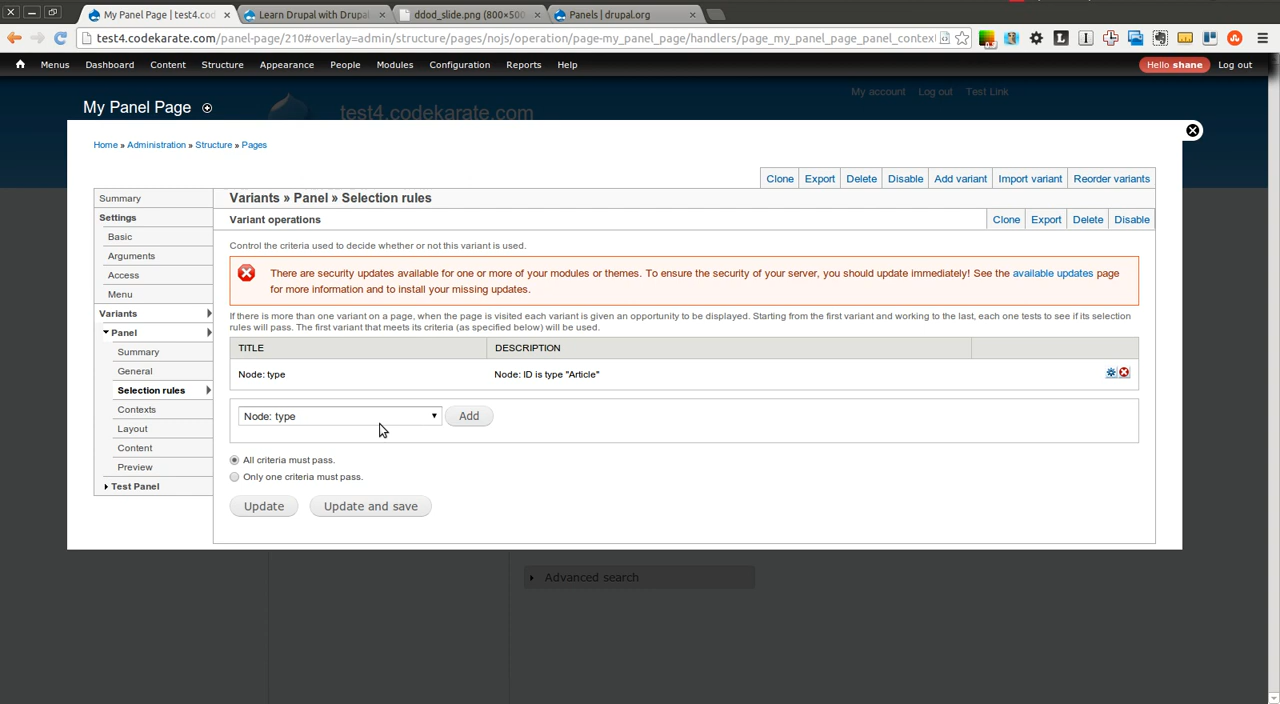 My Panel Page | test4.cod
Learn Drupal with Drupal
ddod_slide.png (800×500
Panels | drupal.org
test4.codekarate.com/panel-page/210#overlay=admin/structure/pages/nojs/operation/page-my_panel_page/handlers/page_my_panel_page_panel_context
Menus Dashboard Content Structure Appearance People Modules Configuration Reports Help
Hello shane Log out
My account Log out Test Link
My Panel Page
test4.codekarate.com
Home » Administration » Structure » Pages
Clone Export Delete Disable Add variant Import variant Reorder variants
Summary
Settings
Basic
Arguments
Access
Menu
Variants
Panel
Summary
General
Selection rules
Contexts
Layout
Content
Preview
Test Panel
Variants » Panel » Selection rules
Variant operations
Clone Export Delete Disable
Control the criteria used to decide whether or not this variant is used.
There are security updates available for one or more of your modules or themes. To ensure the security of your server, you should update immediately! See the available updates page
for more information and to install your missing updates.
If there is more than one variant on a page, when the page is visited each variant is given an opportunity to be displayed. Starting from the first variant and working to the last, each one tests to see if its selection
rules will pass. The first variant that meets its criteria (as specified below) will be used.
TITLE DESCRIPTION
Node: type Node: ID is type "Article"
Node: type Add
All criteria must pass.
Only one criteria must pass.
Update Update and save
Advanced search